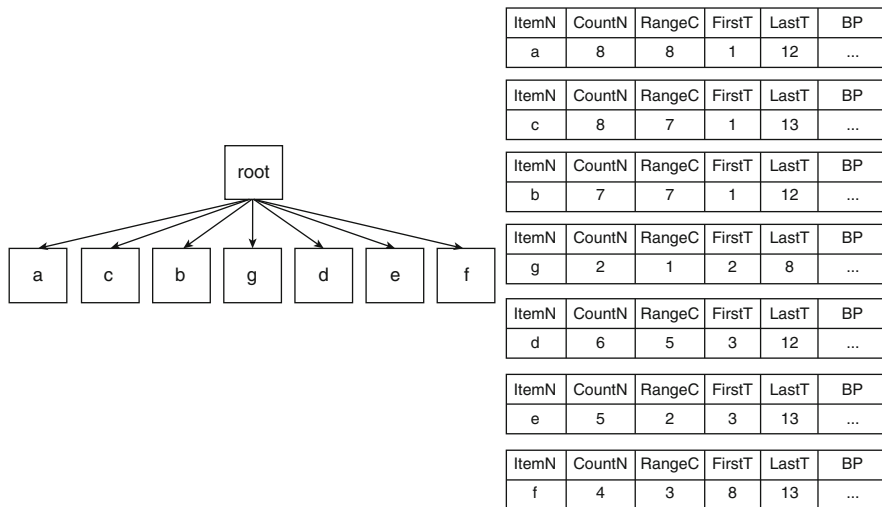 root
a c b g d e f
ItemN CountN RangeC FirstT LastT BP
a 8 8 1 12 ...
ItemN CountN RangeC FirstT LastT BP
c 8 7 1 13 ...
ItemN CountN RangeC FirstT LastT BP
b 7 7 1 12 ...
ItemN CountN RangeC FirstT LastT BP
g 2 1 2 8 ...
ItemN CountN RangeC FirstT LastT BP
d 6 5 3 12 ...
ItemN CountN RangeC FirstT LastT BP
e 5 2 3 13 ...
ItemN CountN RangeC FirstT LastT BP
f 4 3 8 13 ...